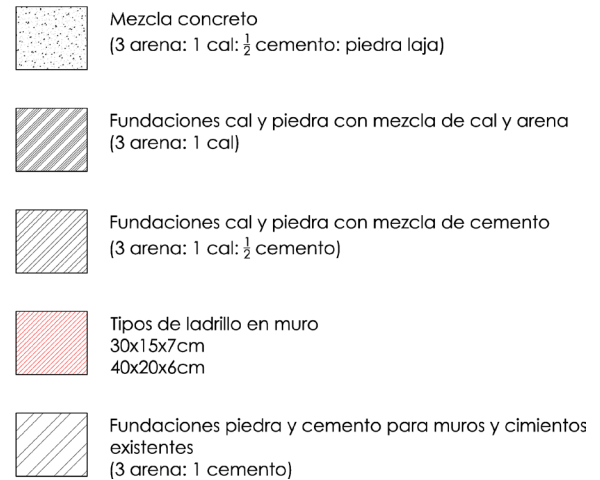 Mezcla concreto
(3 arena: 1 cal: ½ cemento: piedra laja)
Fundaciones cal y piedra con mezcla de cal y arena
(3 arena: 1 cal)
Fundaciones cal y piedra con mezcla de cemento
(3 arena: 1 cal: ½ cemento)
Tipos de ladrillo en muro
30x15x7cm
40x20x6cm
Fundaciones piedra y cemento para muros y cimientos
existentes
(3 arena: 1 cemento)